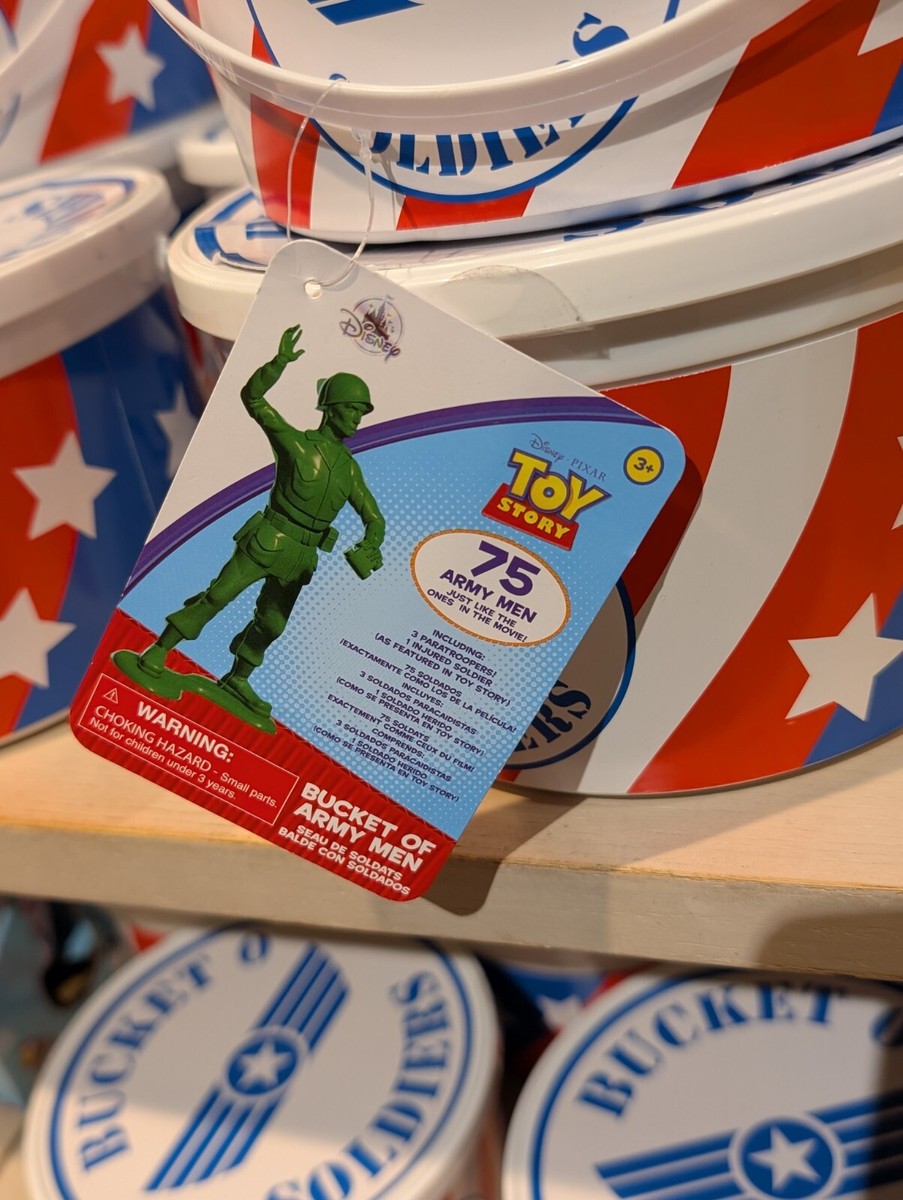 SOLDIERS
Disney
Disney · PIXAR
TOY
STORY
3+
75
ARMY MEN
JUST LIKE THE
ONES IN THE MOVIE!
INCLUDING:
3 PARATROOPERS!
1 INJURED SOLDIER
(AS FEATURED IN TOY STORY)
75 SOLDADOS
¡EXACTAMENTE COMO LOS DE LA PELÍCULA!
INCLUYES:
3 SOLDADOS PARACAIDISTAS
1 SOLDADO HERIDO
(COMO SE PRESENTA EN TOY STORY)
75 SOLDATS
EXACTEMENT COMME CEUX DU FILM!
COMPRENDS:
3 SOLDADOS PARACAIDISTAS
1 SOLDADO HERIDO
(COMO SE PRESENTA EN TOY STORY)
WARNING:
CHOKING HAZARD - Small parts.
Not for children under 3 years.
BUCKET OF
ARMY MEN
SEAU DE SOLDATS
BALDE CON SOLDADOS
ERS
BUCKET O
SOLDIERS
BUCKET O